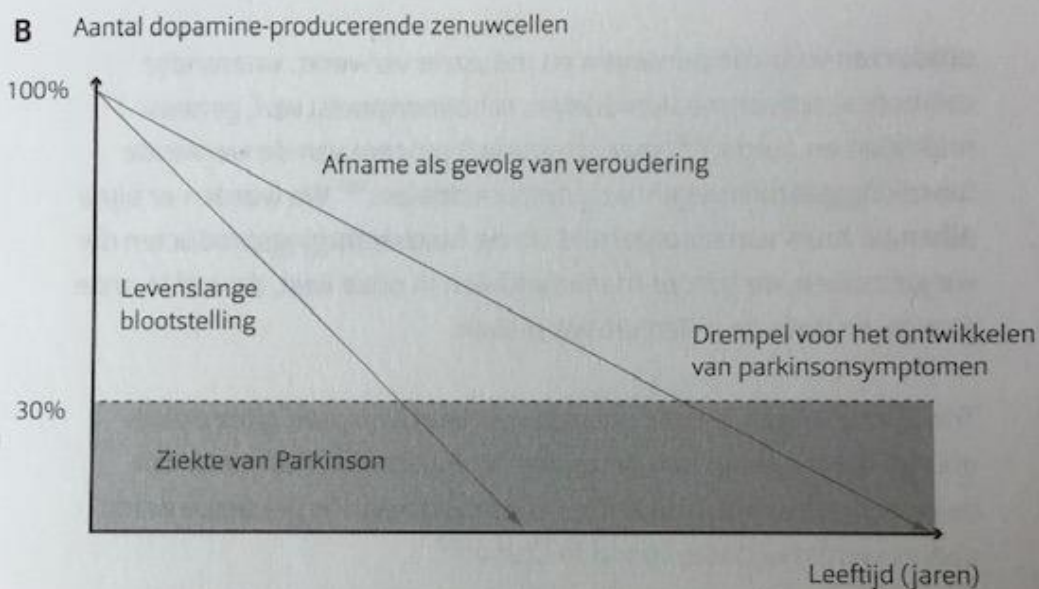 B Aantal dopamine-producerende zenuwcellen
100%
Afname als gevolg van veroudering
Levenslange
blootstelling
Drempel voor het ontwikkelen
van parkinsonsymptomen
30%
Ziekte van Parkinson
Leeftijd (jaren)